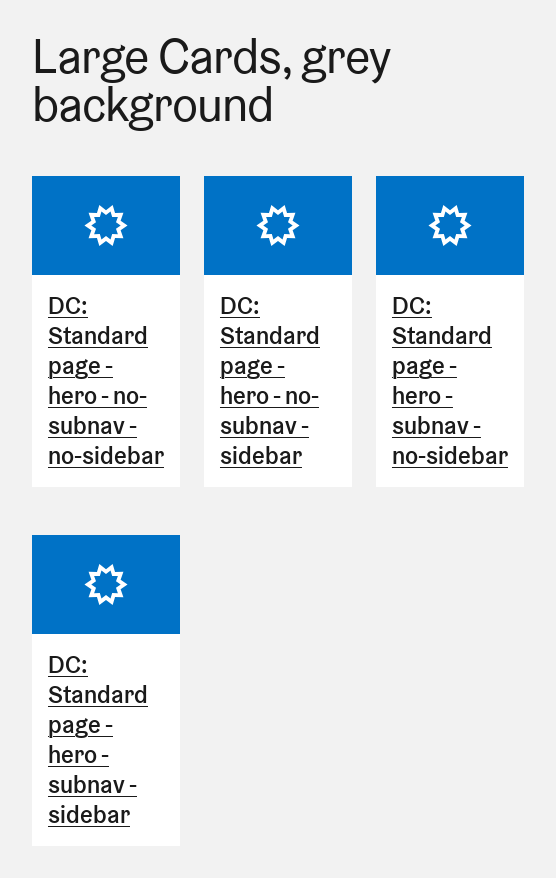 Large Cards, grey
background
DC:
Standard
page -
hero - no-
subnav -
no-sidebar
DC:
Standard
page -
hero - no-
subnav -
sidebar
DC:
Standard
page -
hero -
subnav -
no-sidebar
DC:
Standard
page -
hero -
subnav -
sidebar